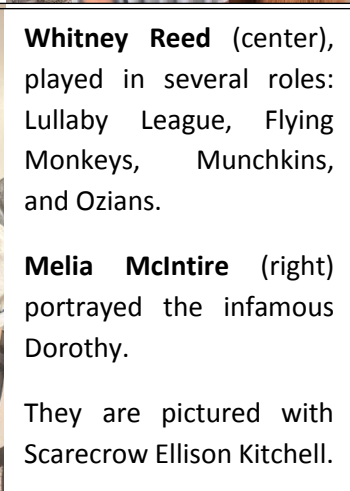 Whitney Reed (center),
played in several roles:
Lullaby League, Flying
Monkeys, Munchkins,
and Ozians.
Melia McIntire (right)
portrayed the infamous
Dorothy.
They are pictured with
Scarecrow Ellison Kitchell.